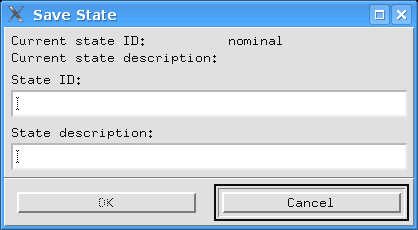 Save State
Current state ID: nominal
Current state description:
State ID:
State description:
OK Cancel